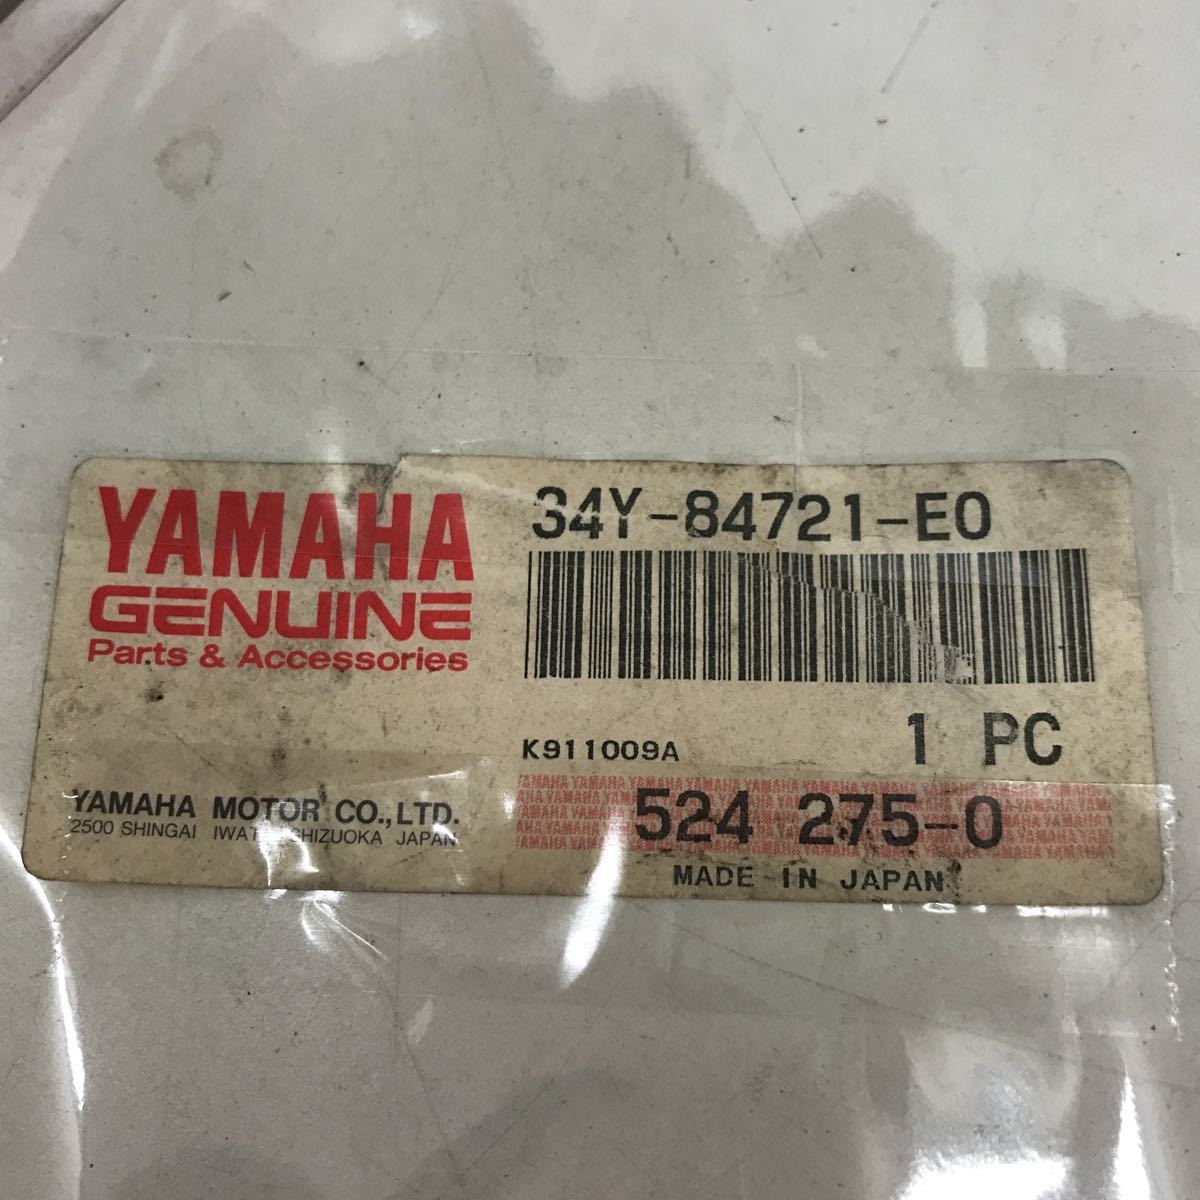 YAMAHA
GENUINE
Parts & Accessories
34Y-84721-E0
K911009A
1 PC
YAMAHA MOTOR CO.,LTD.
2500 SHINGAI SHIZUOKA JAPAN
524 275-0
MADE IN JAPAN